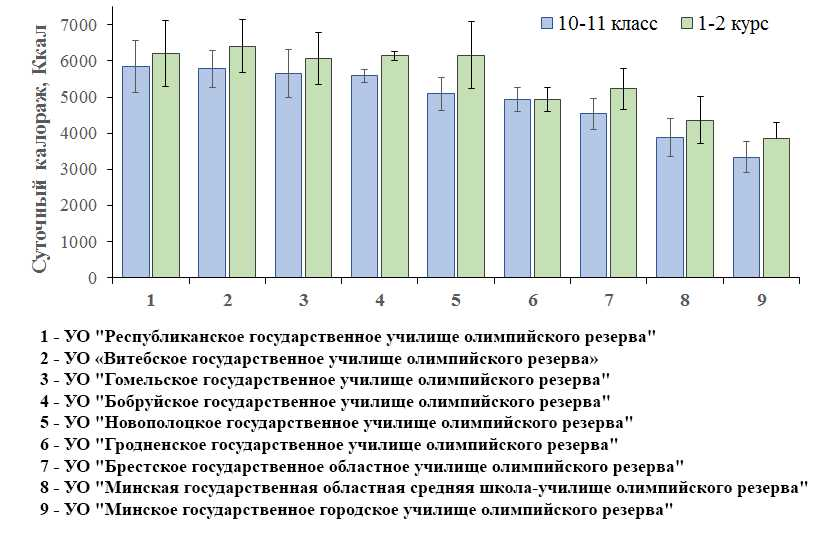 7000
10-11 класс
1-2 курс
6000
5000
4000
3000
2000
1000
0
Суточный калораж, Ккал
1 2 3 4 5 6 7 8 9
1 - УО "Республиканское государственное училище олимпийского резерва"
2 - УО «Витебское государственное училище олимпийского резерва»
3 - УО "Гомельское государственное училище олимпийского резерва"
4 - УО "Бобруйское государственное училище олимпийского резерва"
5 - УО "Новополоцкое государственное училище олимпийского резерва"
6 - УО "Гродненское государственное училище олимпийского резерва"
7 - УО "Брестское государственное областное училище олимпийского резерва"
8 - УО "Минская государственная областная средняя школа-училище олимпийского резерва"
9 - УО "Минское государственное городское училище олимпийского резерва"